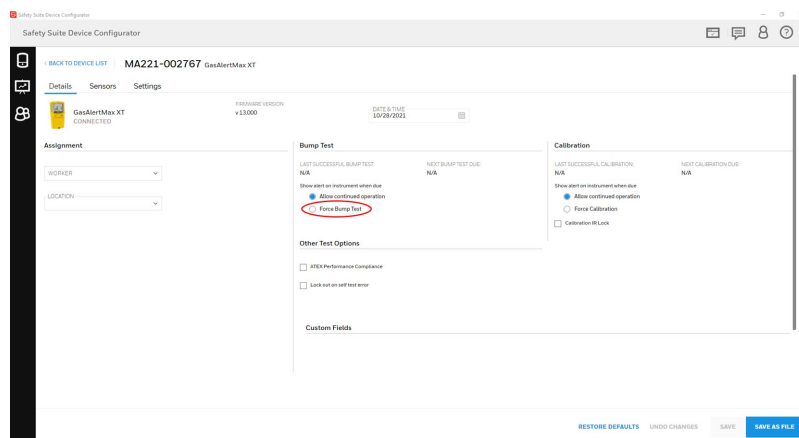 Safety Suite Device Configurator
Safety Suite Device Configurator
< BACK TO DEVICE LIST
MA221-002767 GasAlertMax XT
Details Sensors Settings
GasAlertMax XT
CONNECTED
FIRMWARE VERSION
v 13.000
DATE & TIME
10/28/2021
Assignment
WORKER
LOCATION
Bump Test
LAST SUCCESSFUL BUMP TEST: NEXT BUMP TEST DUE:
N/A N/A
Show alert on instrument when due
Allow continued operation
Force Bump Test
Other Test Options
ATEX Performance Compliance
Lock out on self test error
Custom Fields
Calibration
LAST SUCCESSFUL CALIBRATION: NEXT CALIBRATION DUE:
N/A N/A
Show alert on instrument when due
Allow continued operation
Force Calibration
Calibration IR Lock
RESTORE DEFAULTS UNDO CHANGES SAVE SAVE AS FILE